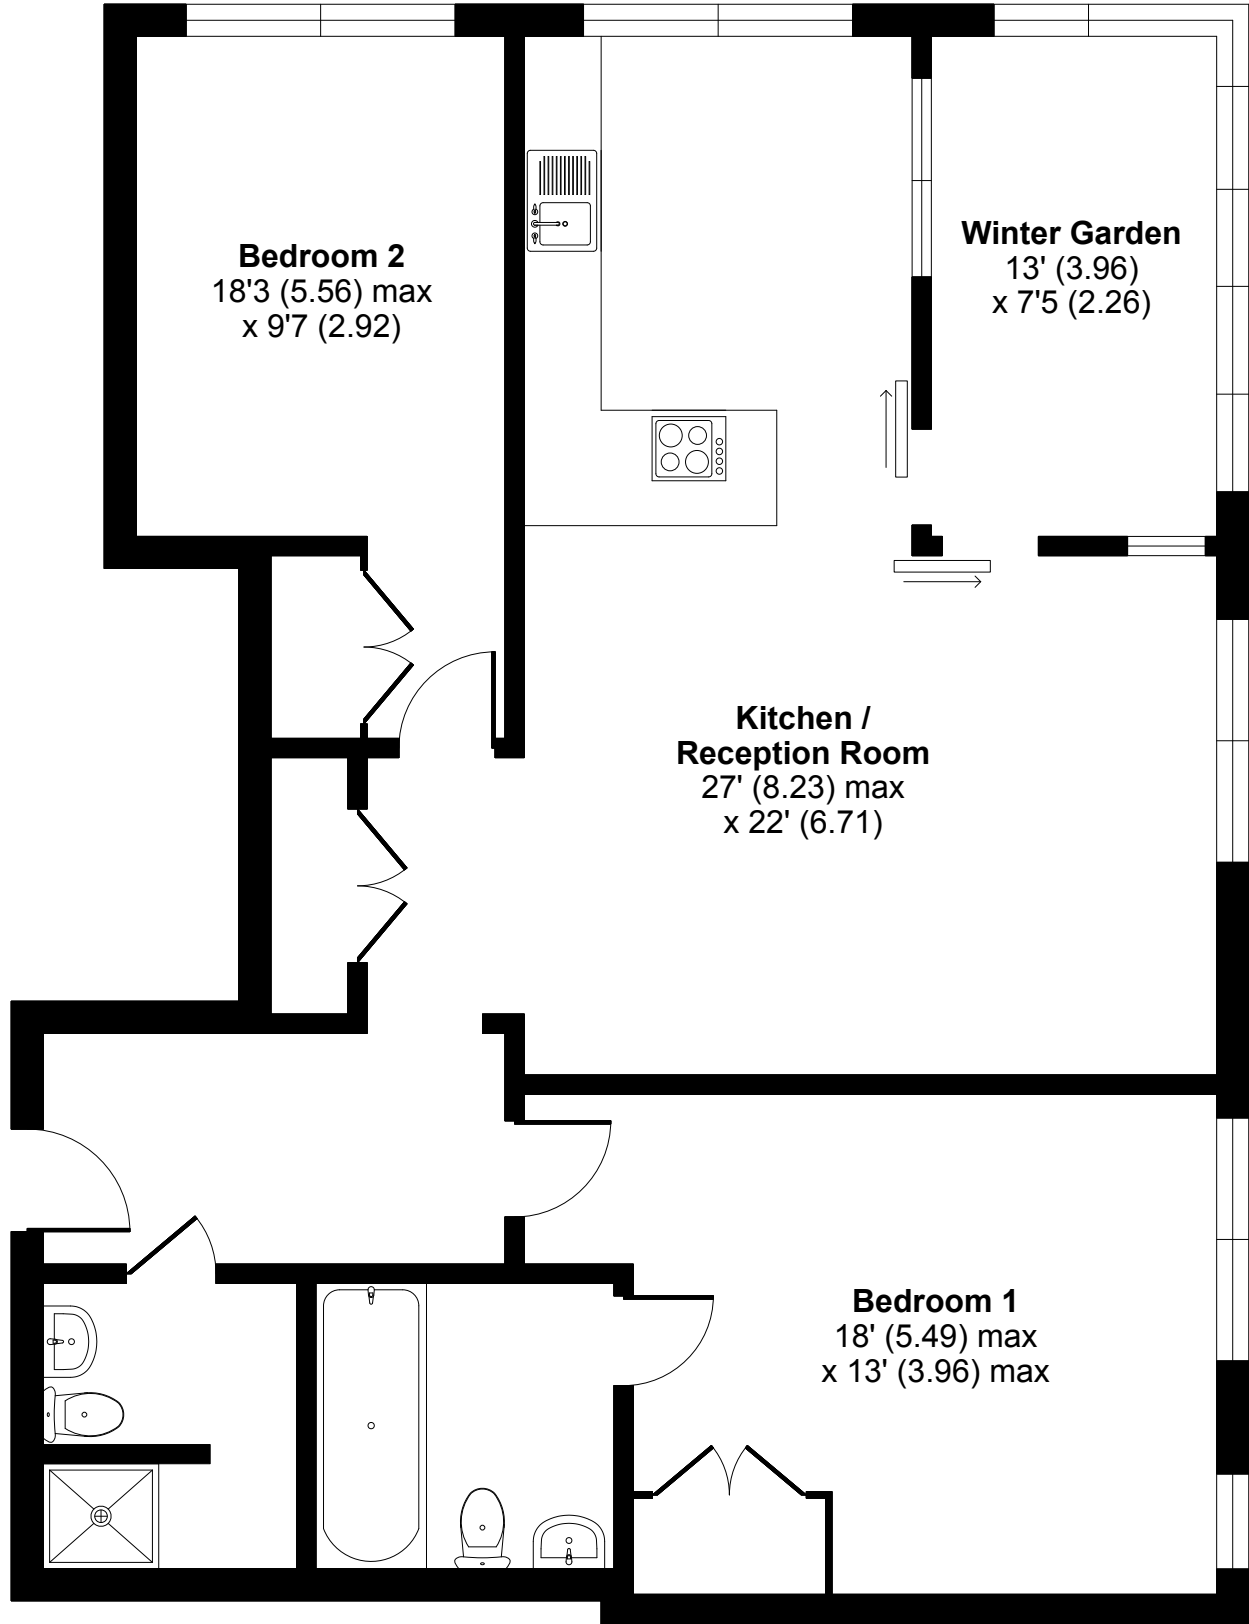 Bedroom 2
18'3 (5.56) max
x 9'7 (2.92)
Winter Garden
13' (3.96)
x 7'5 (2.26)
Kitchen /
Reception Room
27' (8.23) max
x 22' (6.71)
Bedroom 1
18' (5.49) max
x 13' (3.96) max